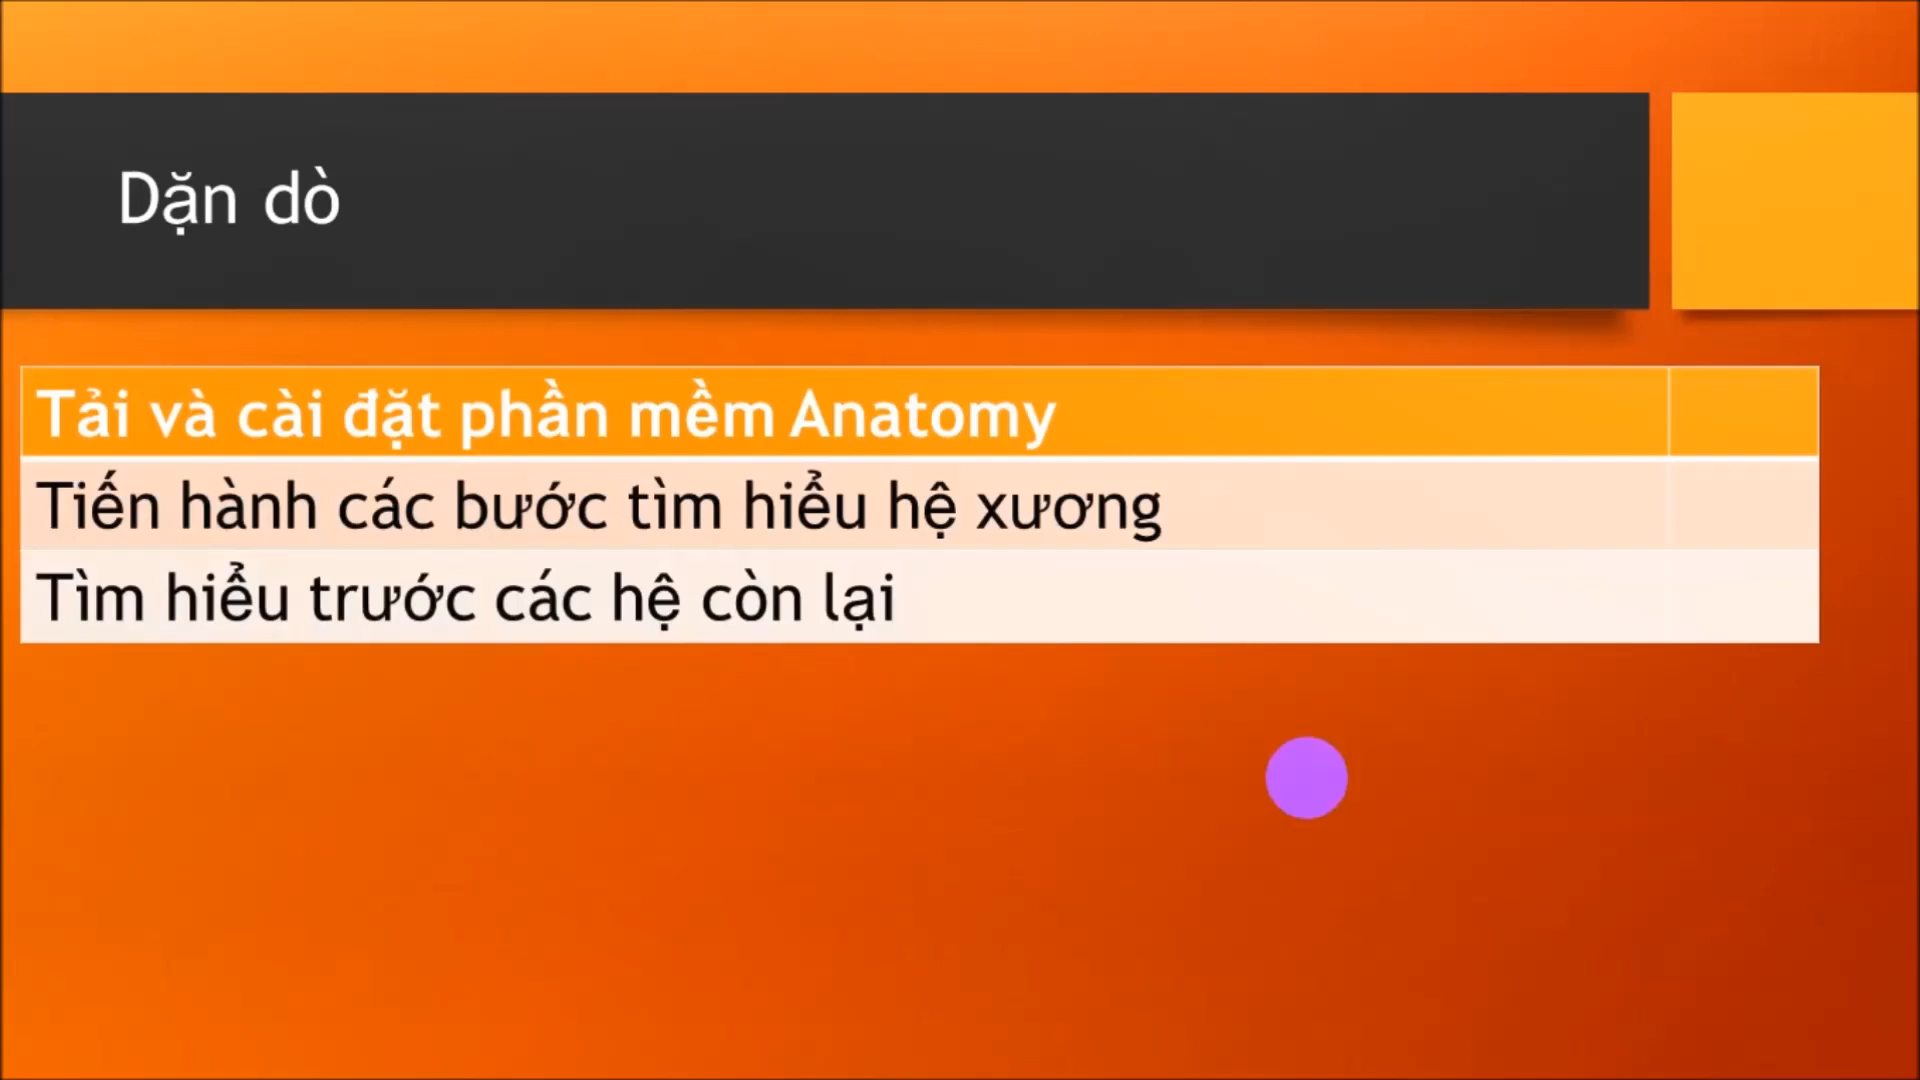 Dặn dò
Tải và cài đặt phần mềm Anatomy
Tiến hành các bước tìm hiểu hệ xương
Tìm hiểu trước các hệ còn lại